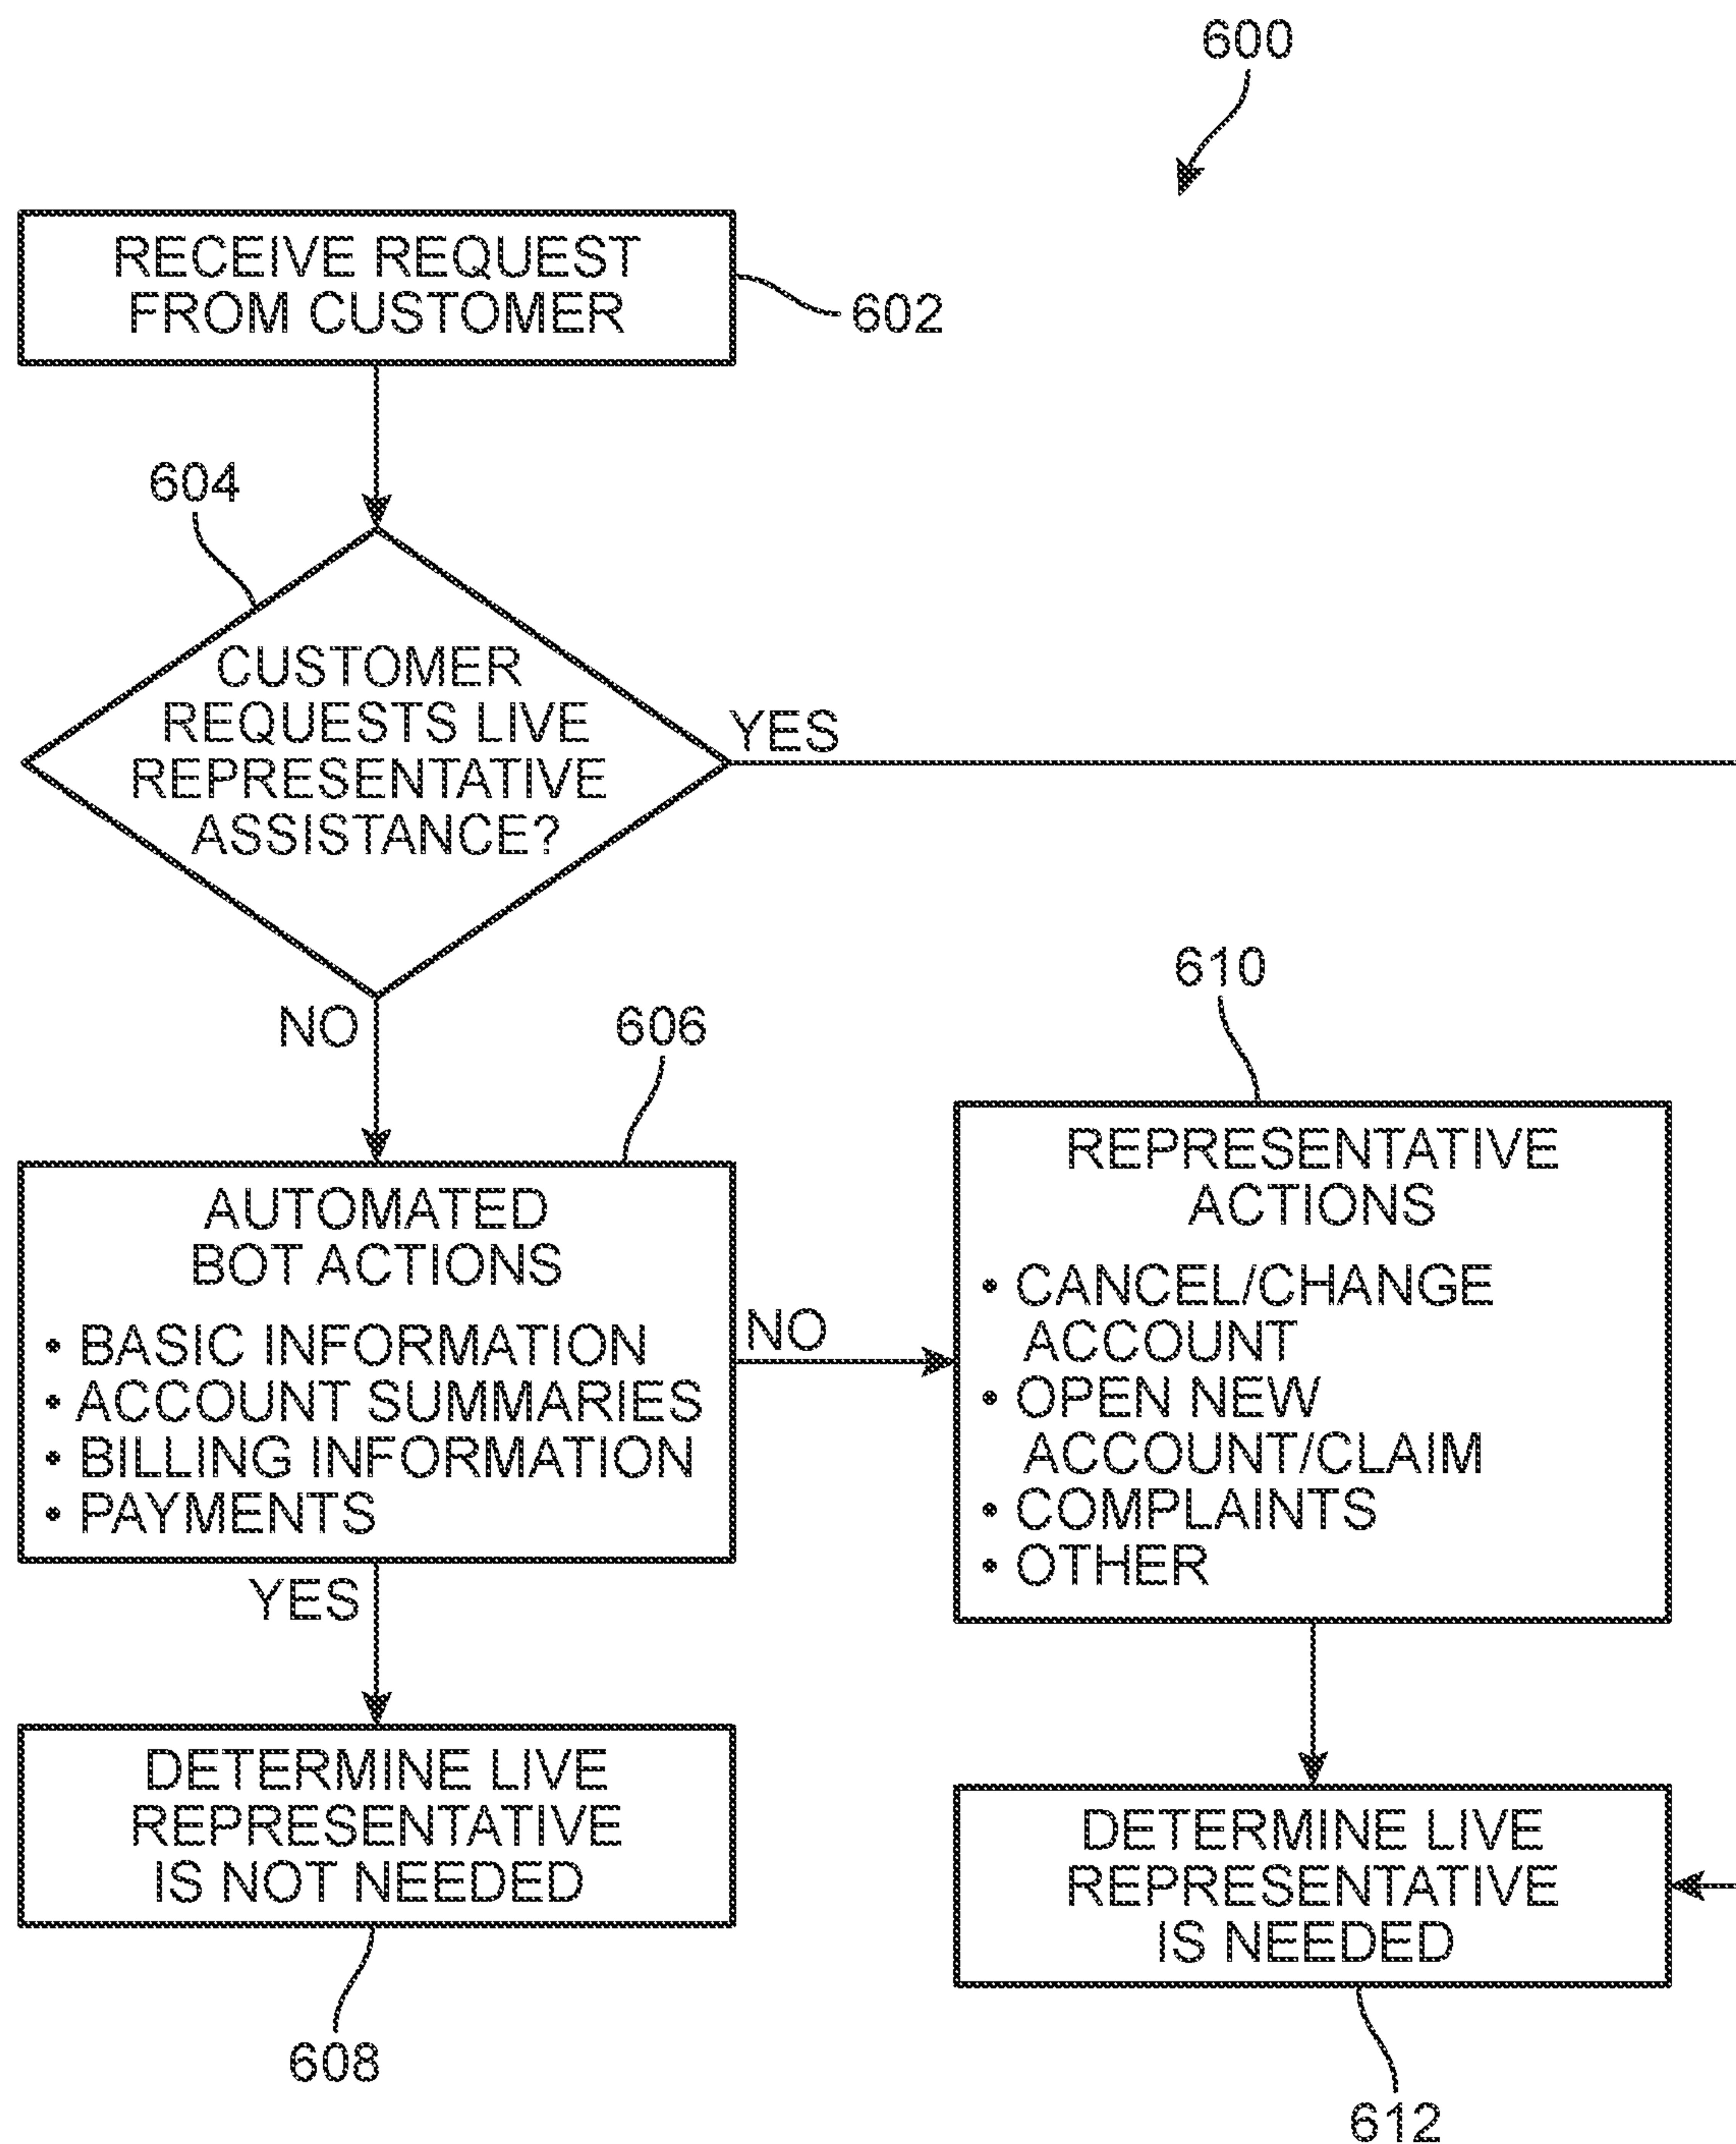 600
RECEIVE REQUEST
FROM CUSTOMER
602
604
CUSTOMER
REQUESTS LIVE
REPRESENTATIVE
ASSISTANCE?
YES
NO
606
AUTOMATED
BOT ACTIONS
• BASIC INFORMATION
• ACCOUNT SUMMARIES
• BILLING INFORMATION
• PAYMENTS
NO
610
REPRESENTATIVE
ACTIONS
• CANCEL/CHANGE
ACCOUNT
• OPEN NEW
ACCOUNT/CLAIM
• COMPLAINTS
• OTHER
YES
DETERMINE LIVE
REPRESENTATIVE
IS NOT NEEDED
608
DETERMINE LIVE
REPRESENTATIVE
IS NEEDED
612